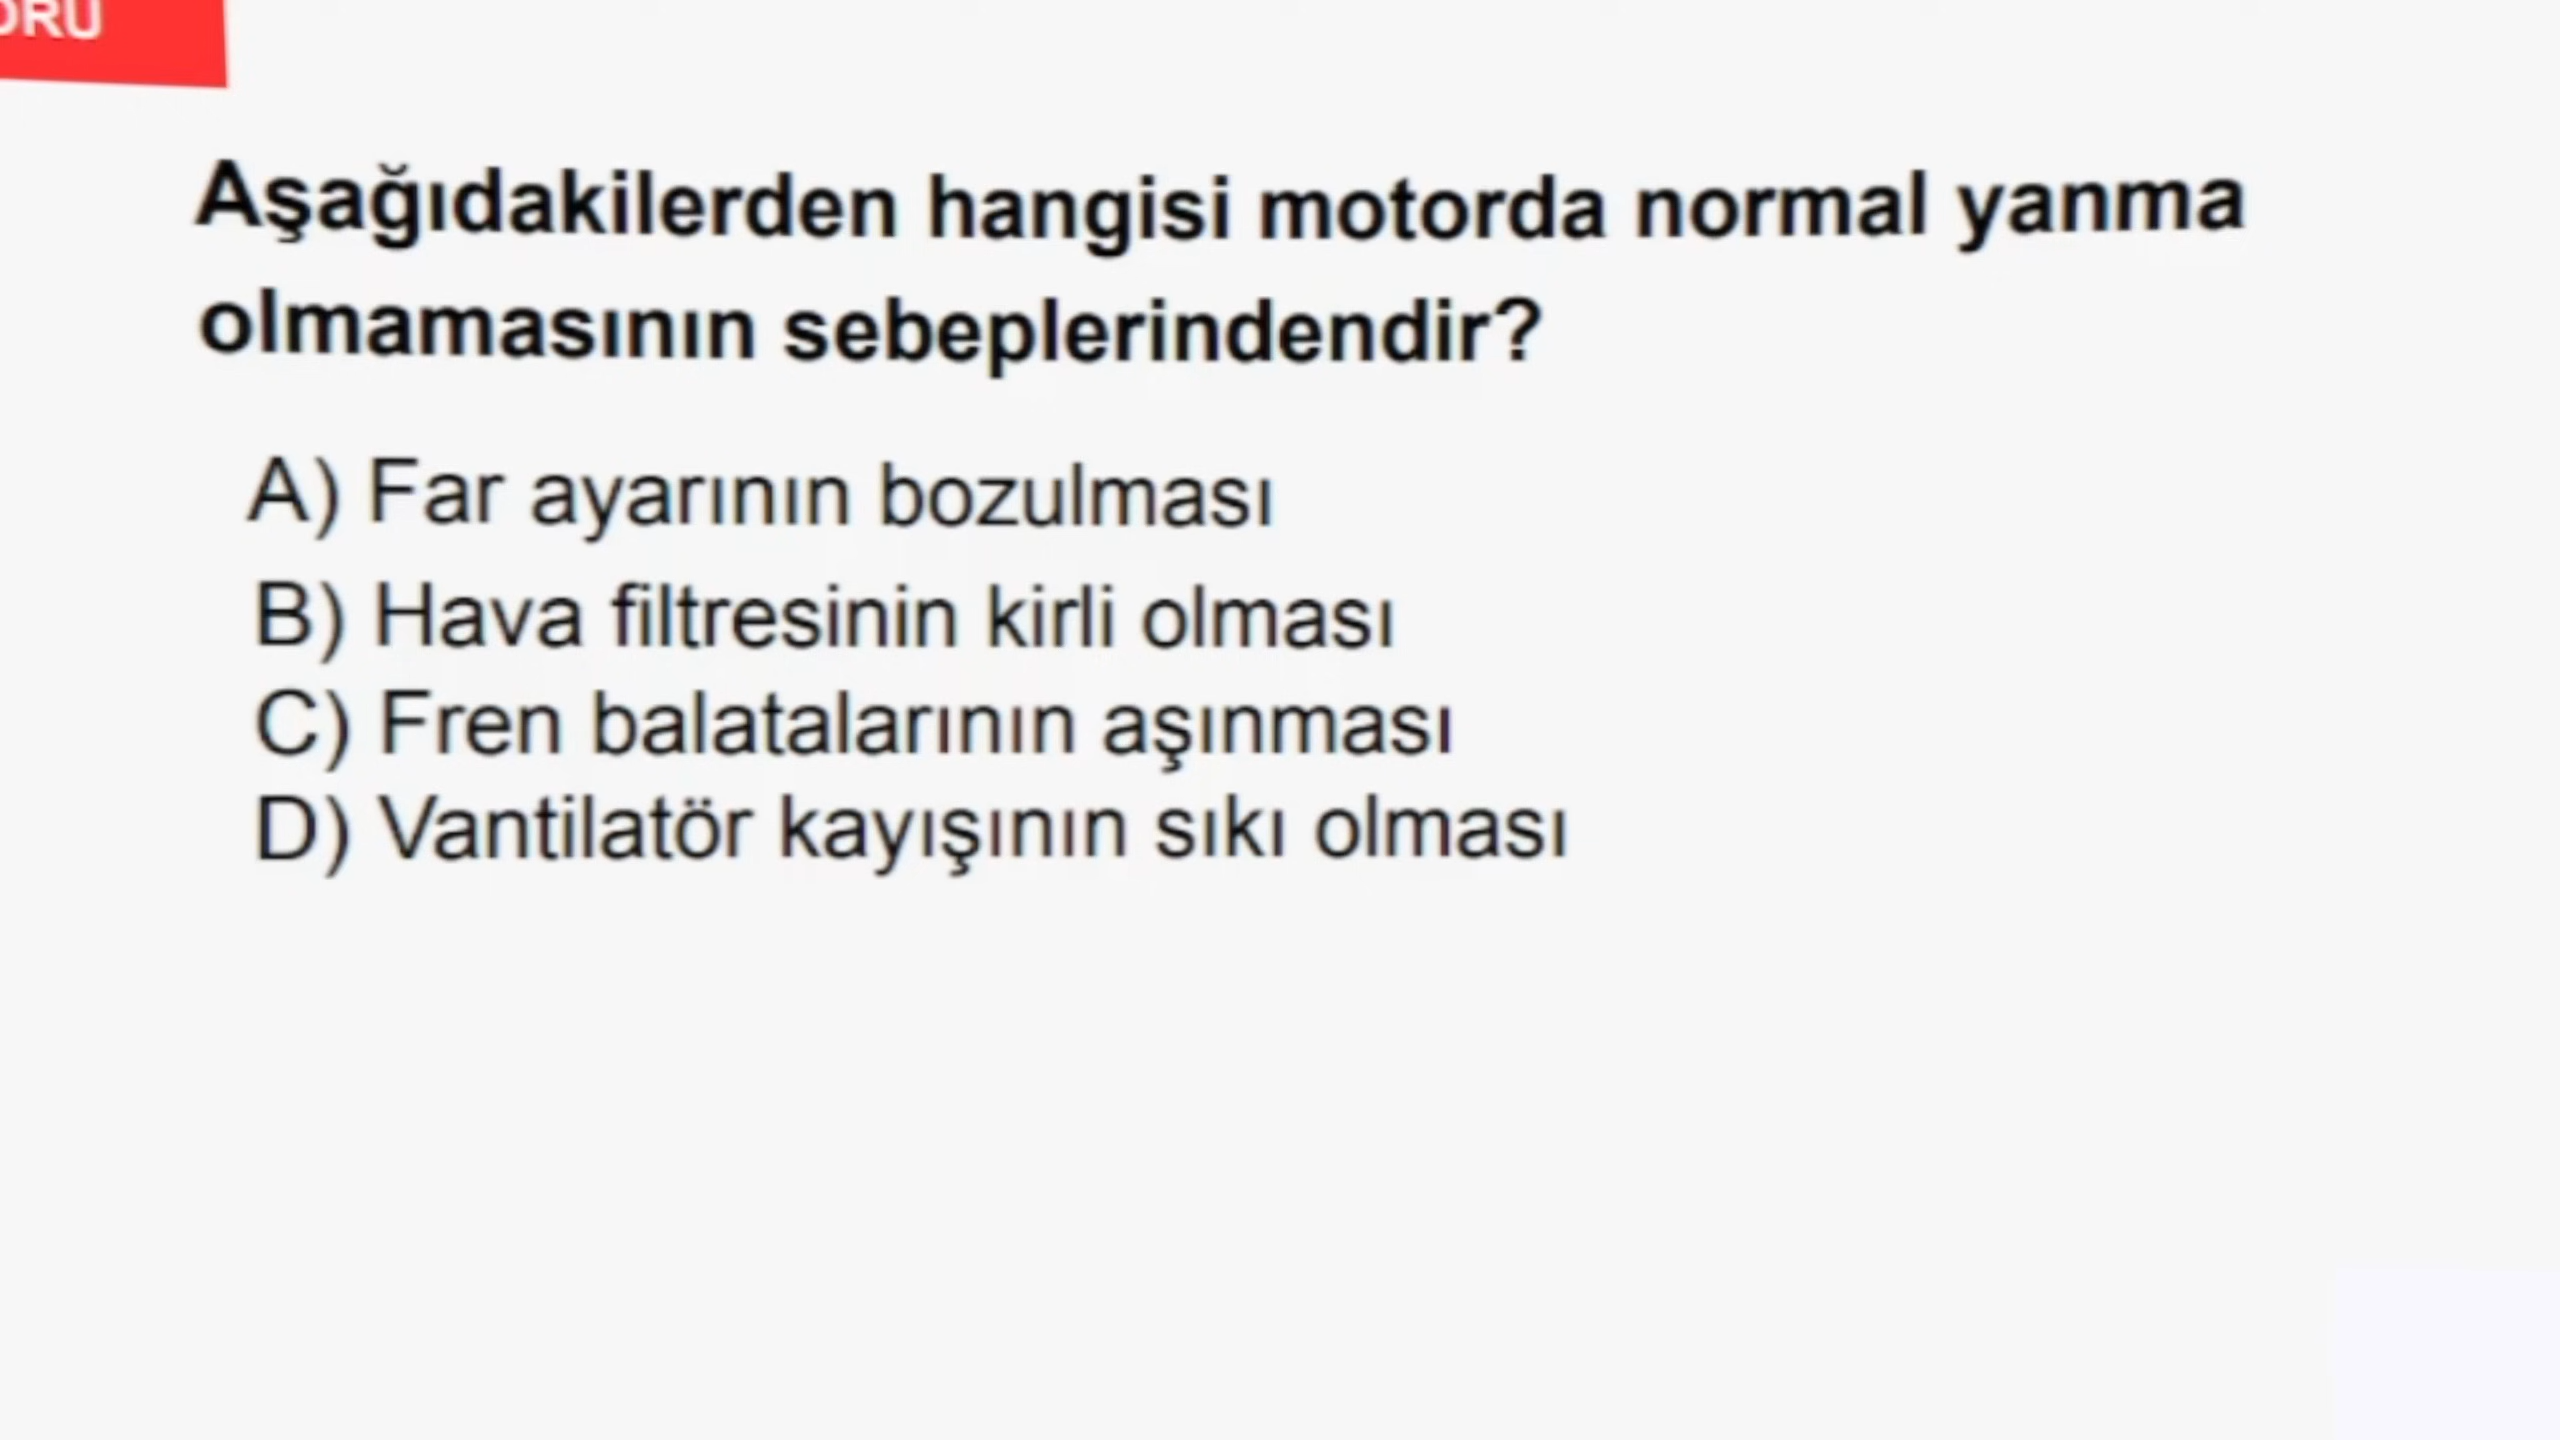 Aşağıdakilerden hangisi motorda normal yanma
olmamasının sebeplerindendir?
A) Far ayarının bozulması
B) Hava filtresinin kirli olması
C) Fren balatalarının aşınması
D) Vantilatör kayışının sıkı olması